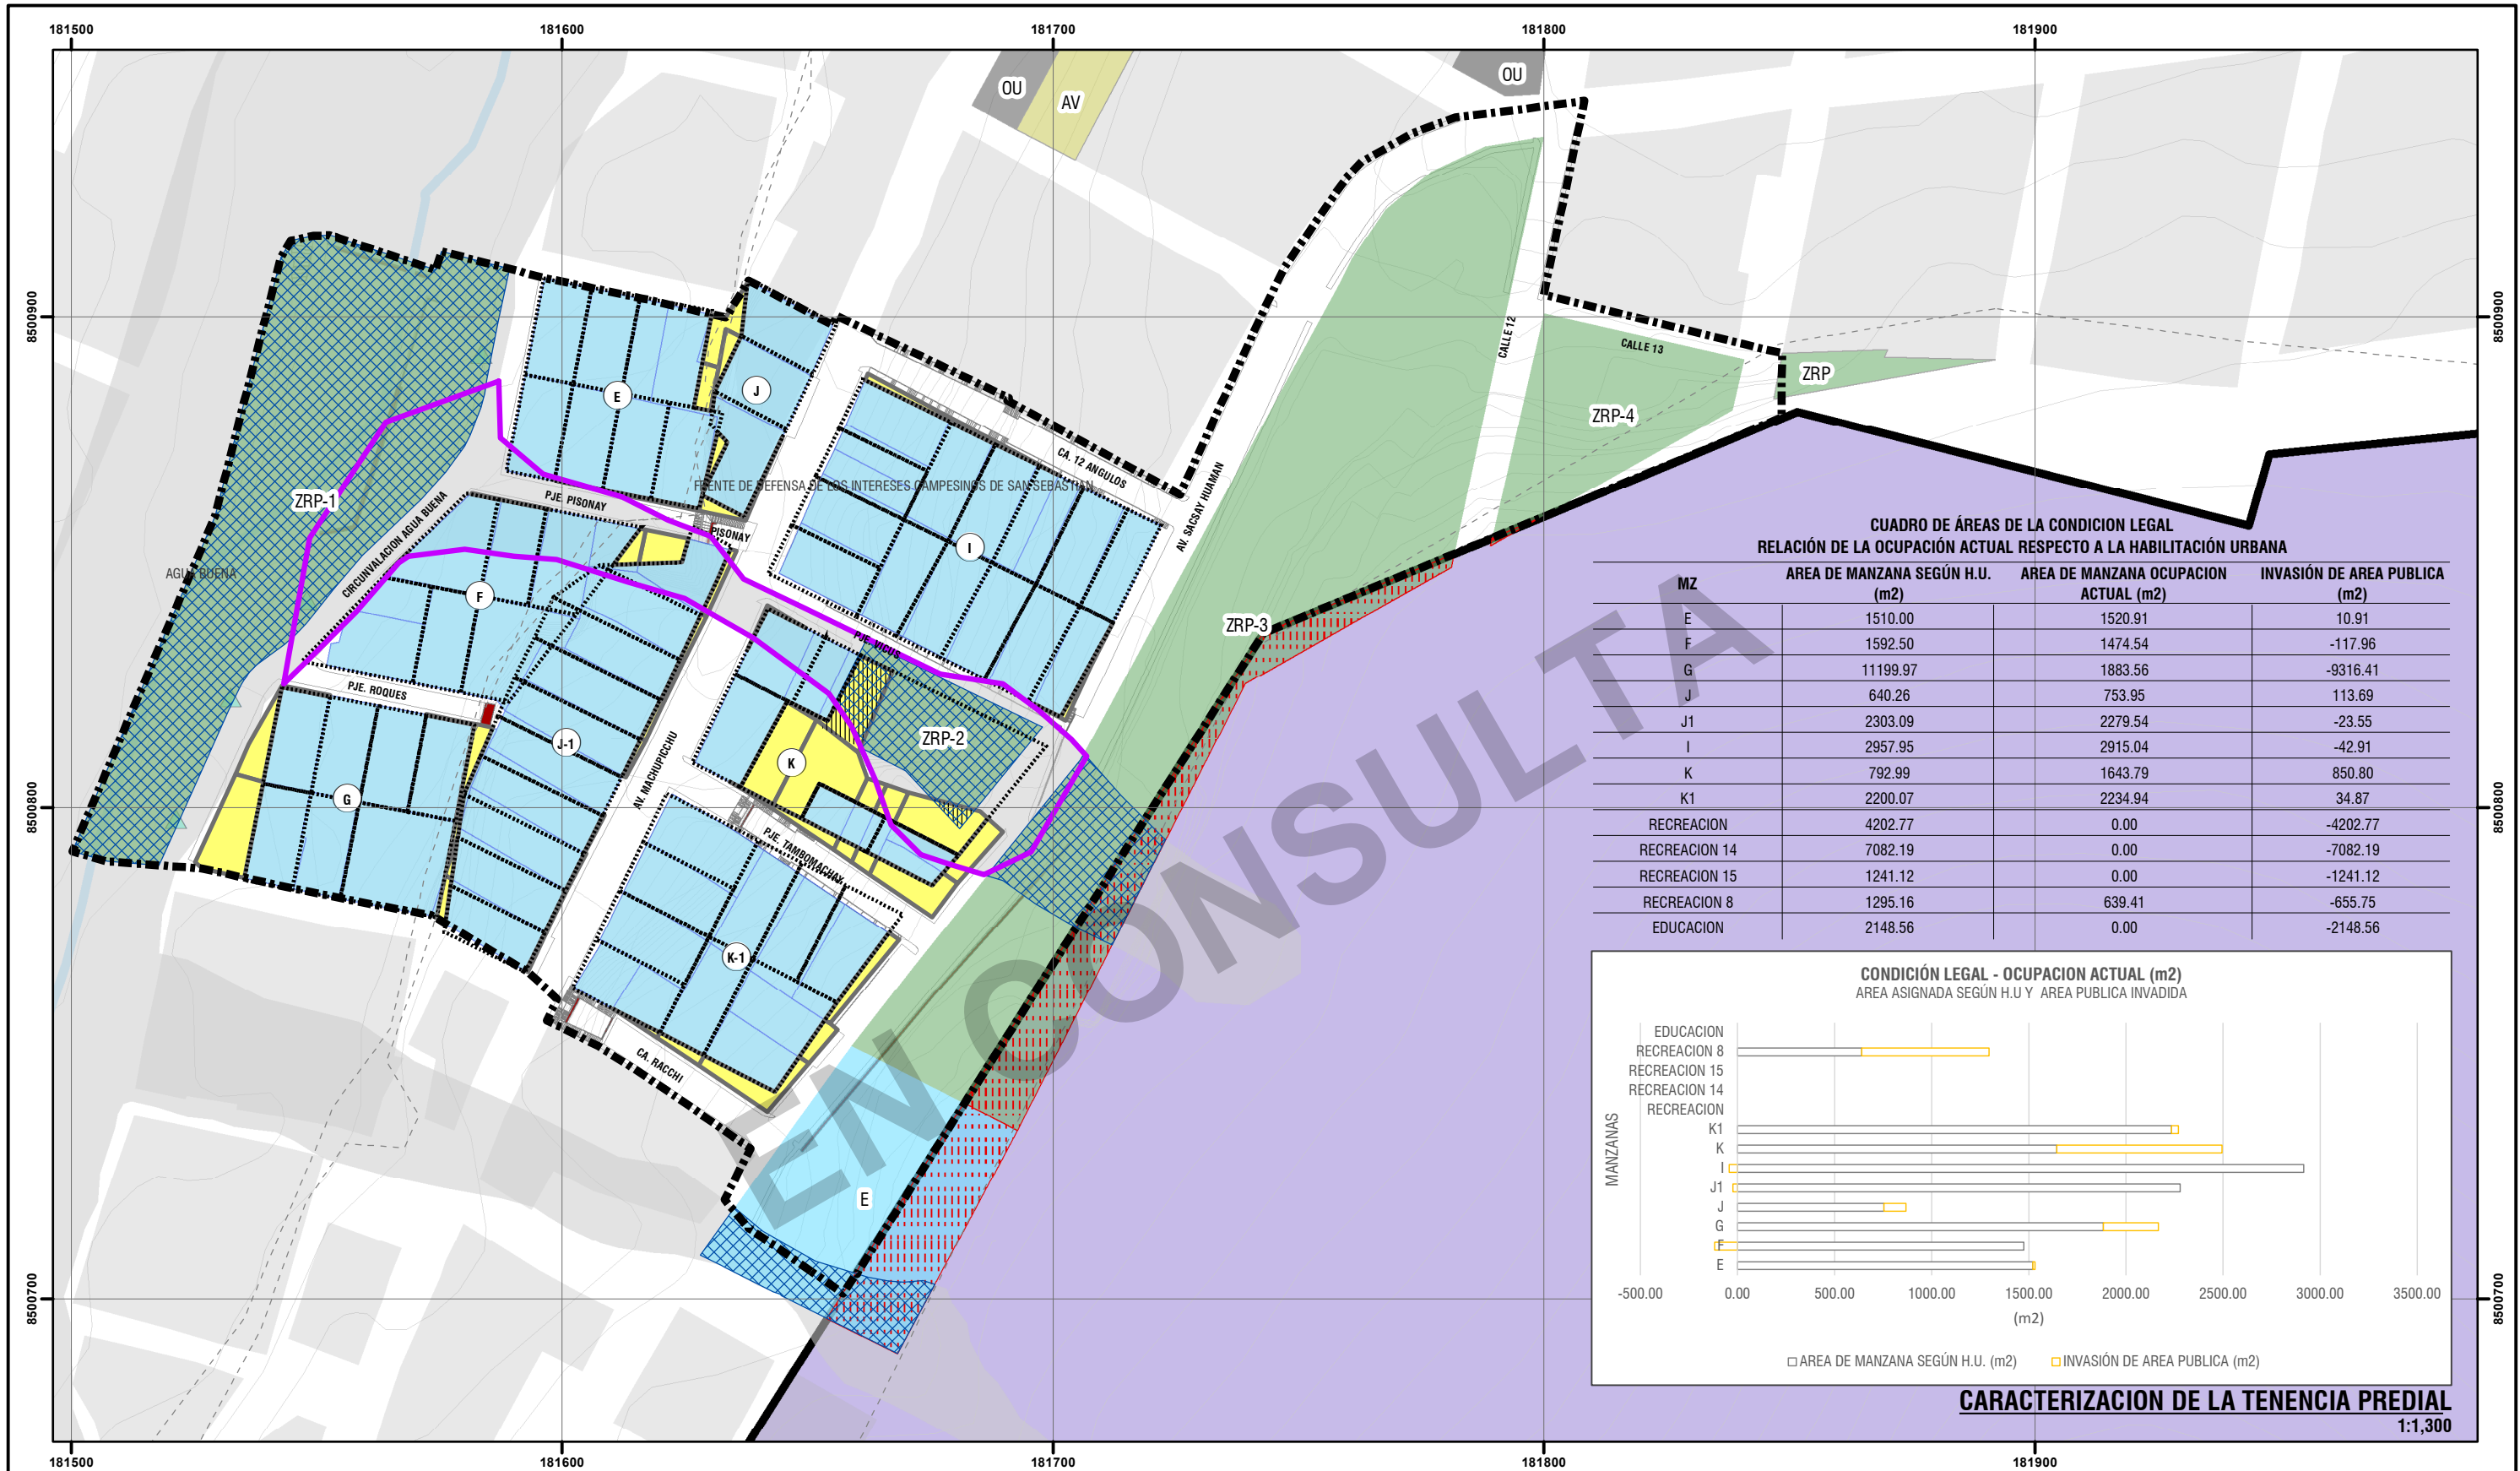 181500 181600 181700 181800 181900
OU
AV
OU
8500900
8500900
CALLE 12
CALLE 13
ZRP
ZRP-4
E
J
CA. 12 ANGULOS
AV. SACSAY HUAMAN
FRENTE DE DEFENSA DE LOS INTERESES CAMPESINOS DE SAN SEBASTIAN
ZRP-1
PJE. PISONAY
PISONAY
I
AGUA BUENA
CIRCUNVALACION AGUA BUENA
F
PJE. VICUS
ZRP-3
PJE. ROQUES
ZRP-2
J-1
AV. MACHUPICCHU
K
G
8500800
8500800
PJE. TAMBOMACHAY
K-1
CA. RACCHI
E
8500700
8500700
EN CONSULTA
CUADRO DE ÁREAS DE LA CONDICION LEGAL
RELACIÓN DE LA OCUPACIÓN ACTUAL RESPECTO A LA HABILITACIÓN URBANA
MZ AREA DE MANZANA SEGÚN H.U. (m2) AREA DE MANZANA OCUPACION ACTUAL (m2) INVASIÓN DE AREA PUBLICA (m2)
E 1510.00 1520.91 10.91
F 1592.50 1474.54 -117.96
G 11199.97 1883.56 -9316.41
J 640.26 753.95 113.69
J1 2303.09 2279.54 -23.55
I 2957.95 2915.04 -42.91
K 792.99 1643.79 850.80
K1 2200.07 2234.94 34.87
RECREACION 4202.77 0.00 -4202.77
RECREACION 14 7082.19 0.00 -7082.19
RECREACION 15 1241.12 0.00 -1241.12
RECREACION 8 1295.16 639.41 -655.75
EDUCACION 2148.56 0.00 -2148.56
CONDICIÓN LEGAL - OCUPACION ACTUAL (m2)
AREA ASIGNADA SEGÚN H.U Y AREA PUBLICA INVADIDA
MANZANAS
EDUCACION
RECREACION 8
RECREACION 15
RECREACION 14
RECREACION
K1
K
I
J1
J
G
F
E
-500.00 0.00 500.00 1000.00 1500.00 2000.00 2500.00 3000.00 3500.00
(m2)
AREA DE MANZANA SEGÚN H.U. (m2) INVASIÓN DE AREA PUBLICA (m2)
CARACTERIZACION DE LA TENENCIA PREDIAL
1:1,300
181500 181600 181700 181800 181900